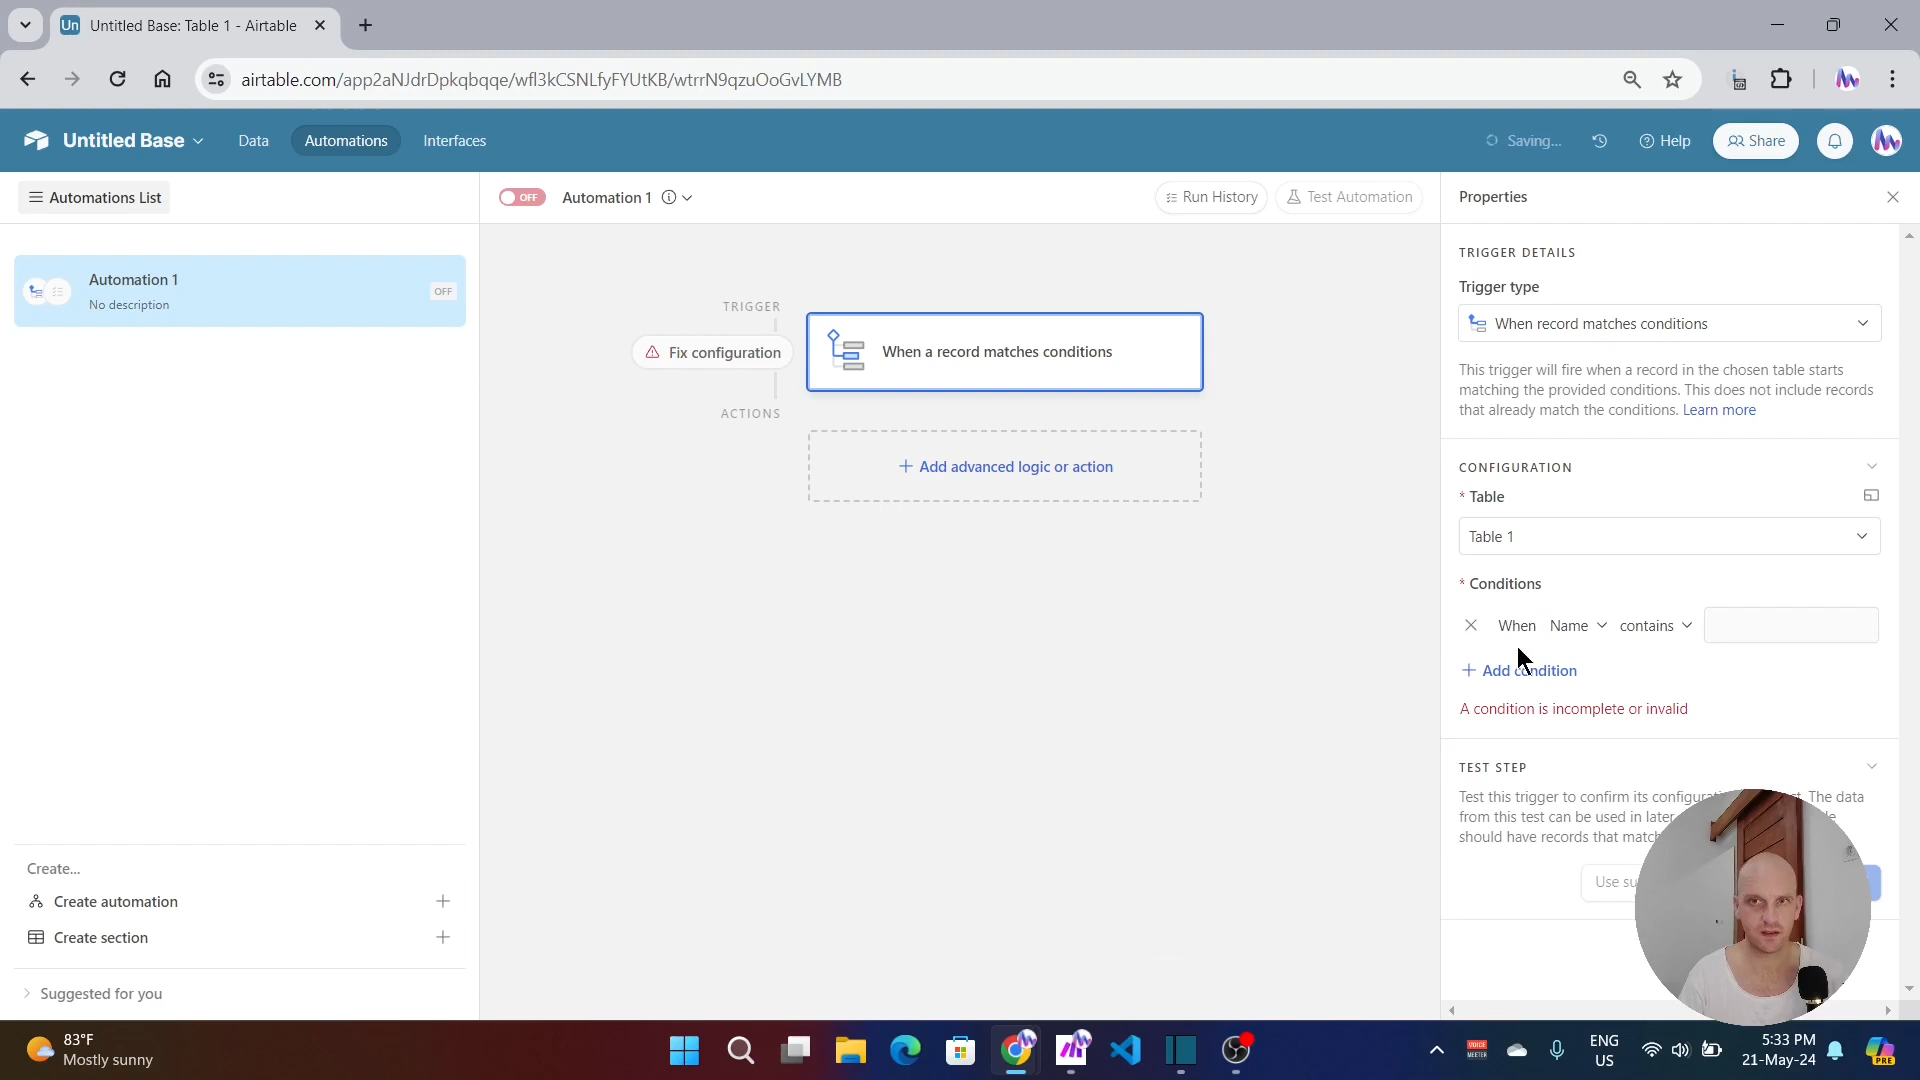 Un Untitled Base: Table 1 - Airtable
airtable.com/app2aNJdrDpkqbqqe/wfl3kCSNLfyFYUtKB/wtrrN9qzuOoGvLYMB
Untitled Base Data Automations Interfaces Saving... Help Share
Automations List OFF Automation 1 Run History Test Automation Properties
Automation 1
No description
OFF
TRIGGER
Fix configuration When a record matches conditions
ACTIONS
Add advanced logic or action
TRIGGER DETAILS
Trigger type
When record matches conditions
This trigger will fire when a record in the chosen table starts
matching the provided conditions. This does not include records
that already match the conditions. Learn more
CONFIGURATION
* Table
Table 1
* Conditions
When Name contains
Add condition
A condition is incomplete or invalid
TEST STEP
Test this trigger to confirm its The data
from this test can be used in later
should have records that
Use
Create...
Create automation
Create section
Suggested for you
83°F
Mostly sunny
VOICE
MEETER
ENG
US
5:33 PM
21-May-24
PRE